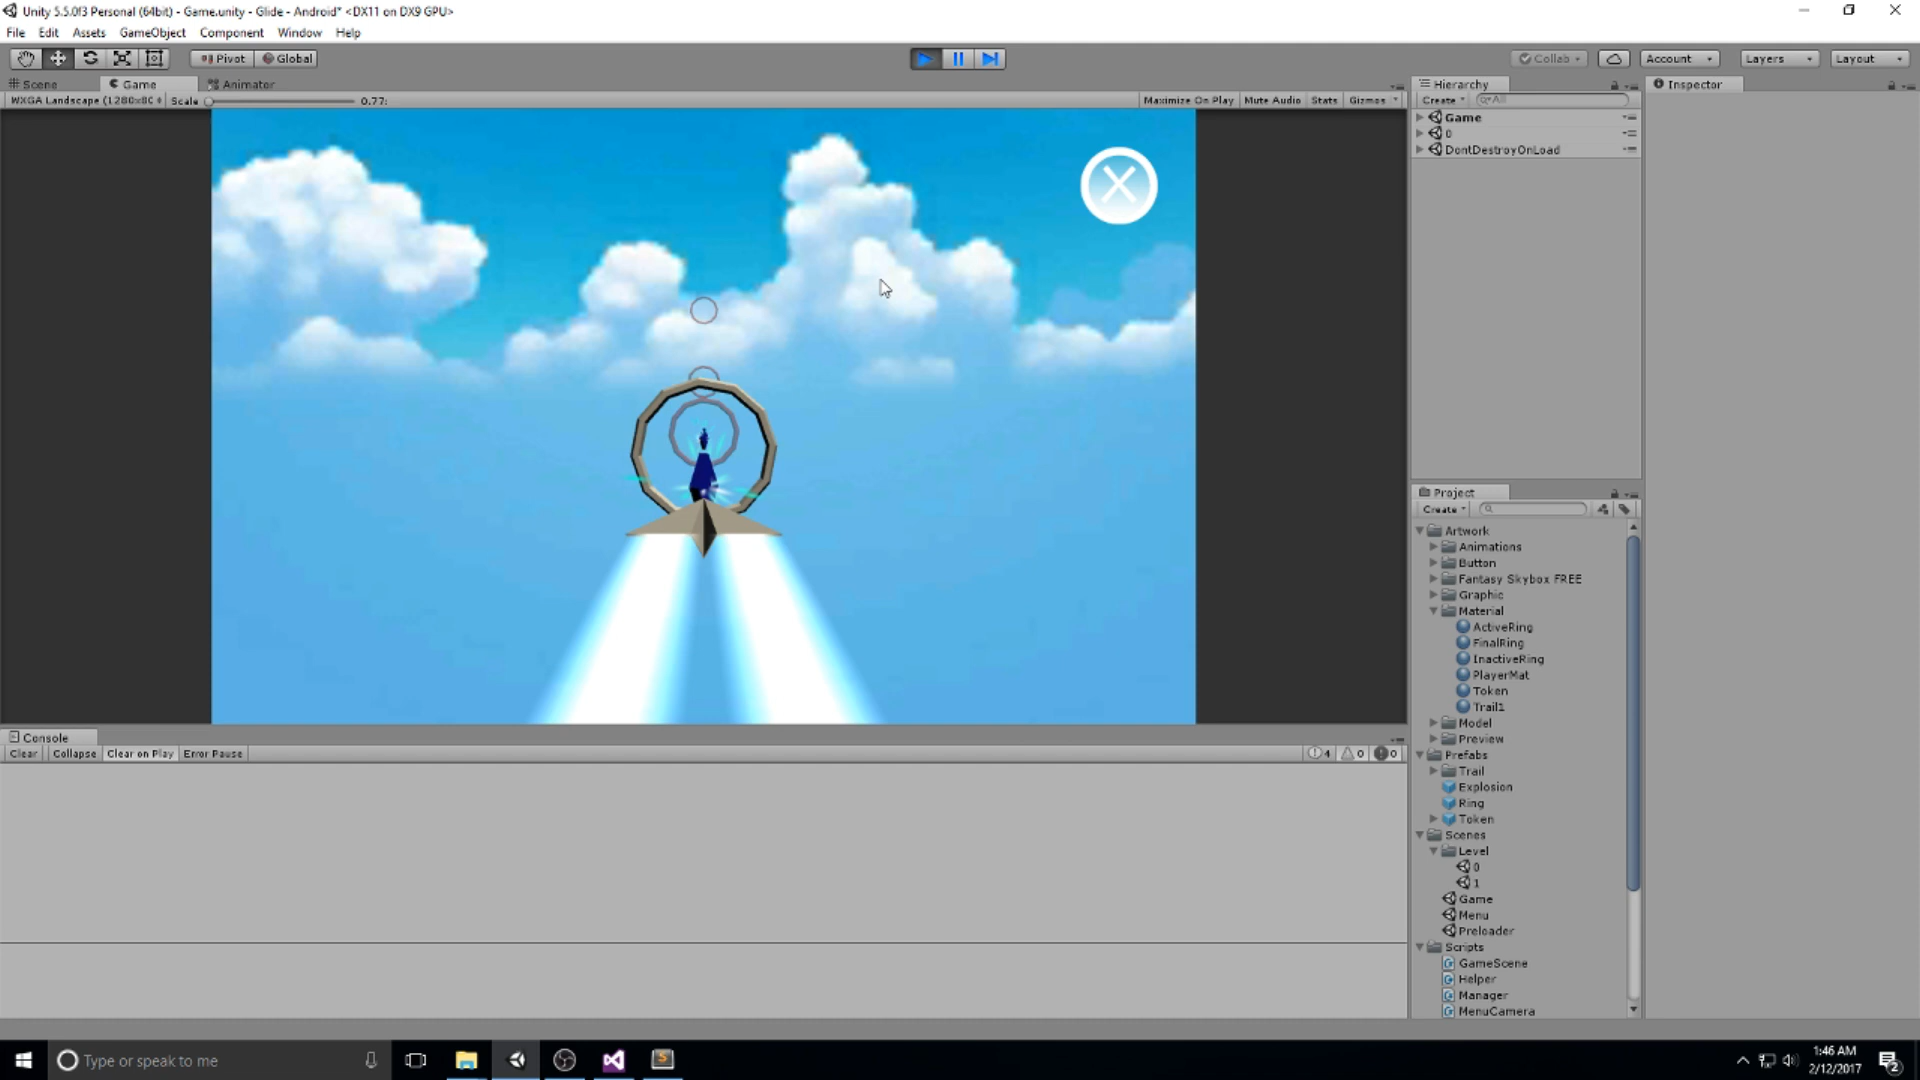 Unity 5.5.0f3 Personal (64bit) - Game.unity - Glide - Android* <DX11 on DX9 GPU>
File Edit Assets GameObject Component Window Help
Pivot Global Collab Account Layers Layout
Scene Game Animator
WXGA Landscape (1280x80 Scale 0.77: Maximize On Play Mute Audio Stats Gizmos
Hierarchy
Create All
Game
0
DontDestroyOnLoad
Inspector
Project
Create
Artwork
Animations
Button
Fantasy Skybox FREE
Graphic
Material
ActiveRing
FinalRing
InactiveRing
PlayerMat
Token
Trail1
Model
Preview
Prefabs
Trail
Explosion
Ring
Token
Scenes
Level
0
1
Game
Menu
Preloader
Scripts
GameScene
Helper
Manager
MenuCamera
Console
Clear Collapse Clear on Play Error Pause 4 0 0
Type or speak to me
1:46 AM
2/12/2017
2